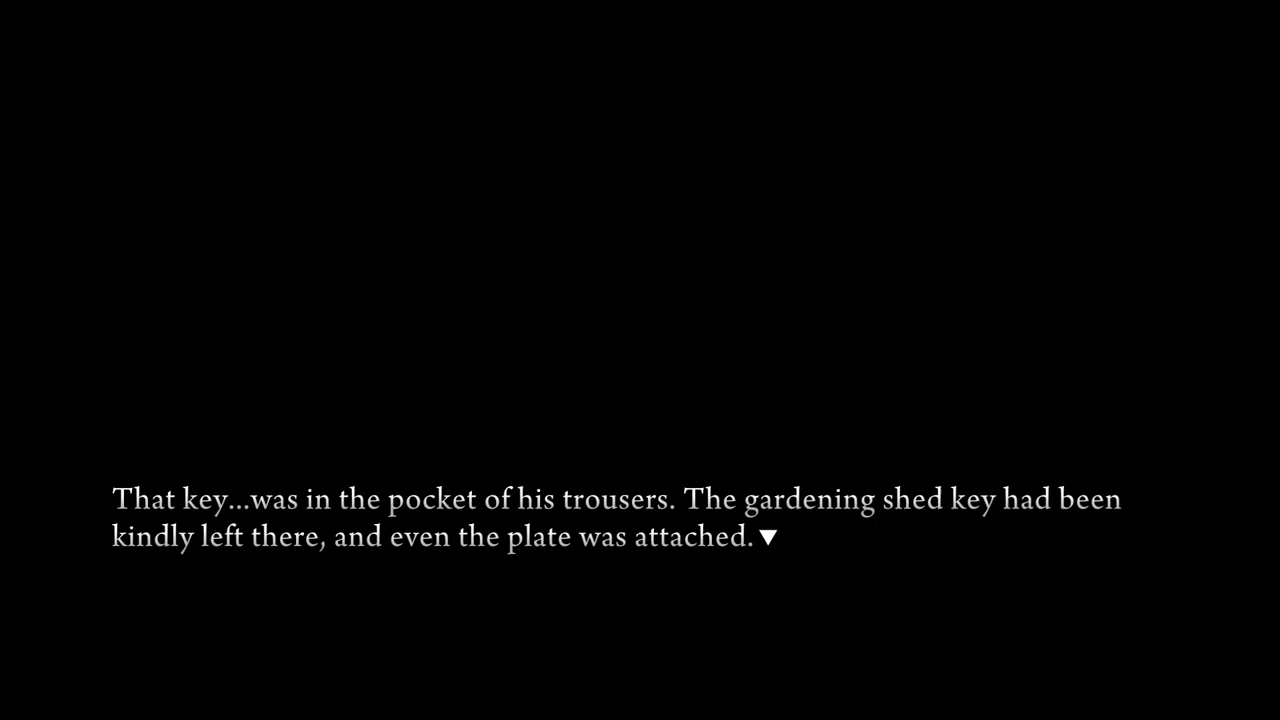 That key...was in the pocket of his trousers. The gardening shed key had been
kindly left there, and even the plate was attached.▼